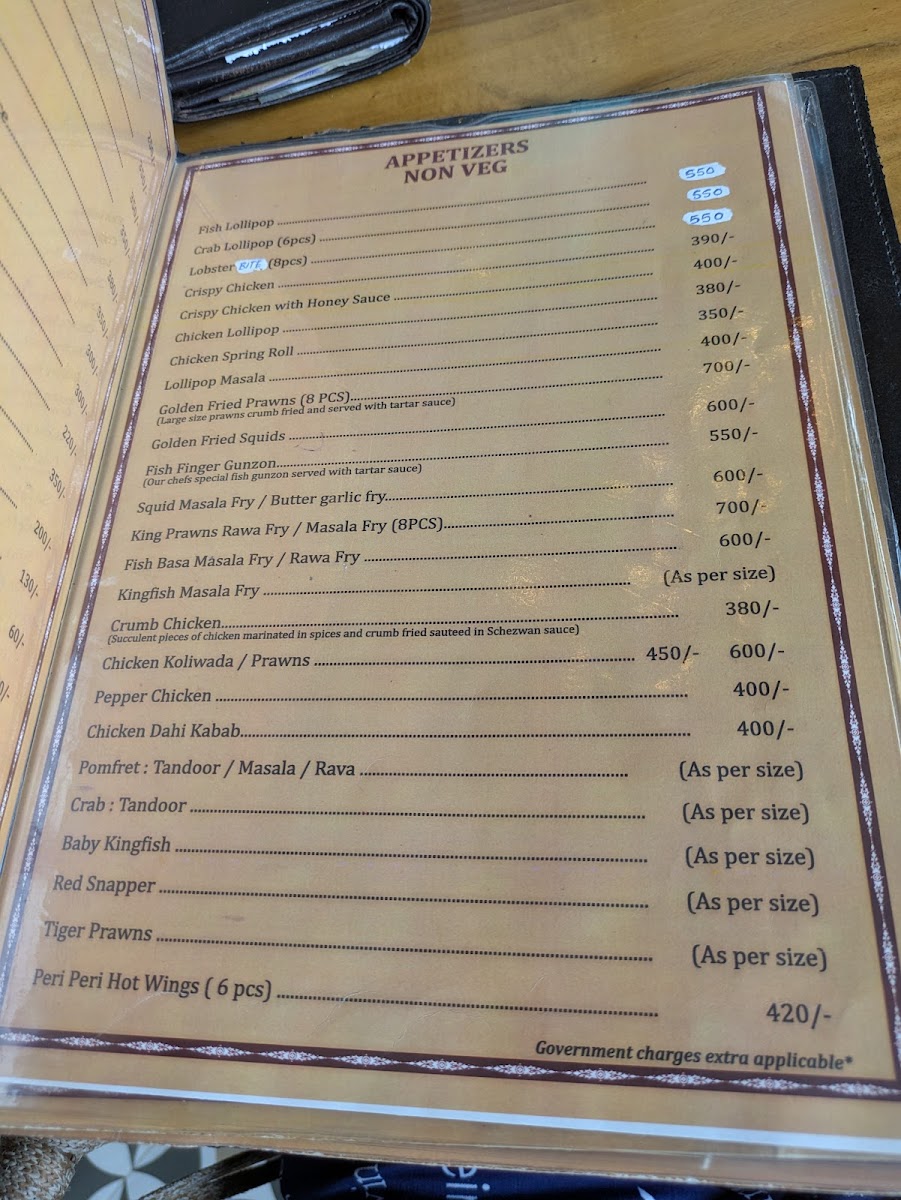 APPETIZERS
NON VEG
Fish Lollipop 550
Crab Lollipop (6pcs) 550
Lobster BITE (8pcs) 550
Crispy Chicken 390/-
Crispy Chicken with Honey Sauce 400/-
Chicken Lollipop 380/-
Chicken Spring Roll 350/-
Lollipop Masala 400/-
Golden Fried Prawns (8 PCS) 700/-
(Large size prawns crumb fried and served with tartar sauce)
Golden Fried Squids 600/-
Fish Finger Gunzon 550/-
(Our chefs special fish gunzon served with tartar sauce)
Squid Masala Fry / Butter garlic fry 600/-
King Prawns Rawa Fry / Masala Fry (8PCS) 700/-
Fish Basa Masala Fry / Rawa Fry 600/-
Kingfish Masala Fry (As per size)
Crumb Chicken 380/-
(Succulent pieces of chicken marinated in spices and crumb fried sauteed in Schezwan sauce)
Chicken Koliwada / Prawns 450/- 600/-
Pepper Chicken 400/-
Chicken Dahi Kabab 400/-
Pomfret : Tandoor / Masala / Rava (As per size)
Crab : Tandoor (As per size)
Baby Kingfish (As per size)
Red Snapper (As per size)
Tiger Prawns (As per size)
Peri Peri Hot Wings ( 6 pcs) 420/-
Government charges extra applicable*
300/-
220/-
350/-
200/-
130/-
60/-